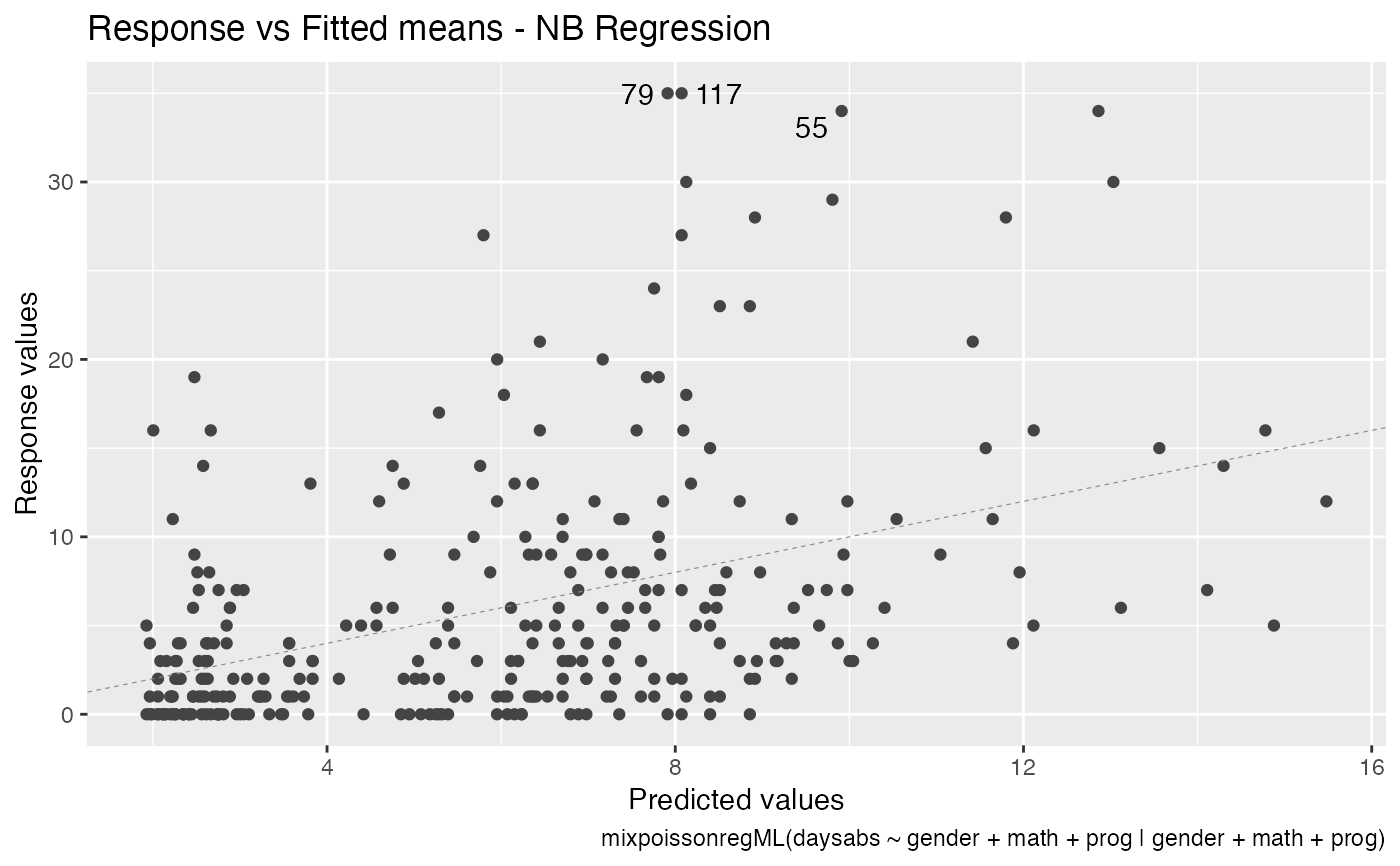 Response vs Fitted means - NB Regression
79
117
55
30
20
10
0
Response values
4
8
12
16
Predicted values
mixpoissonregML(daysabs ~ gender + math + prog | gender + math + prog)